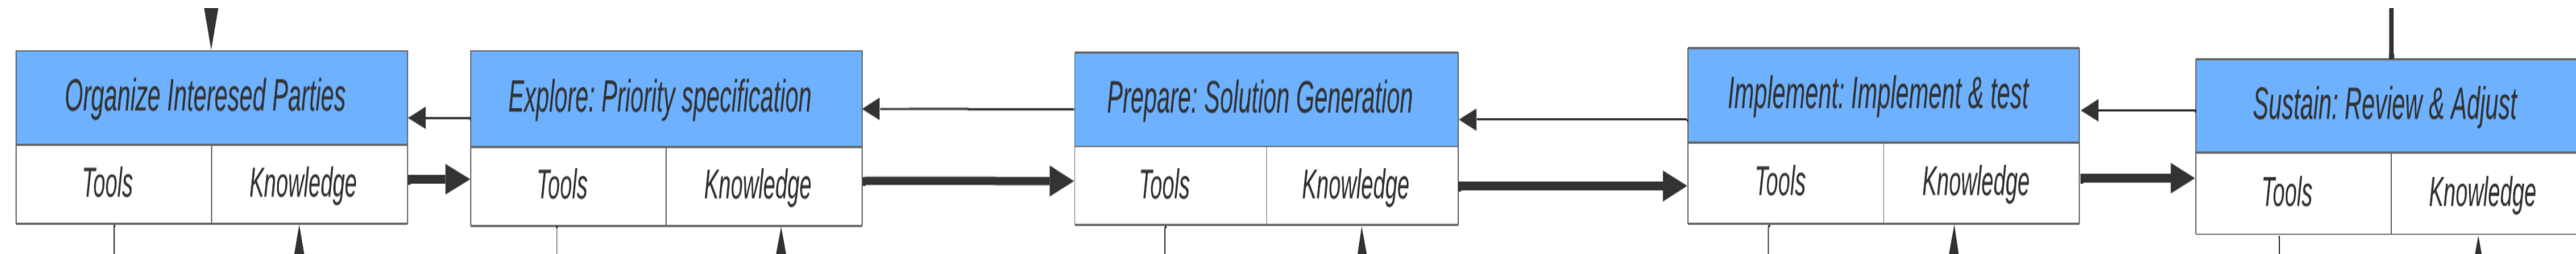 Organize Interesed Parties
Tools Knowledge
Explore: Priority specification
Tools Knowledge
Prepare: Solution Generation
Tools Knowledge
Implement: Implement & test
Tools Knowledge
Sustain: Review & Adjust
Tools Knowledge